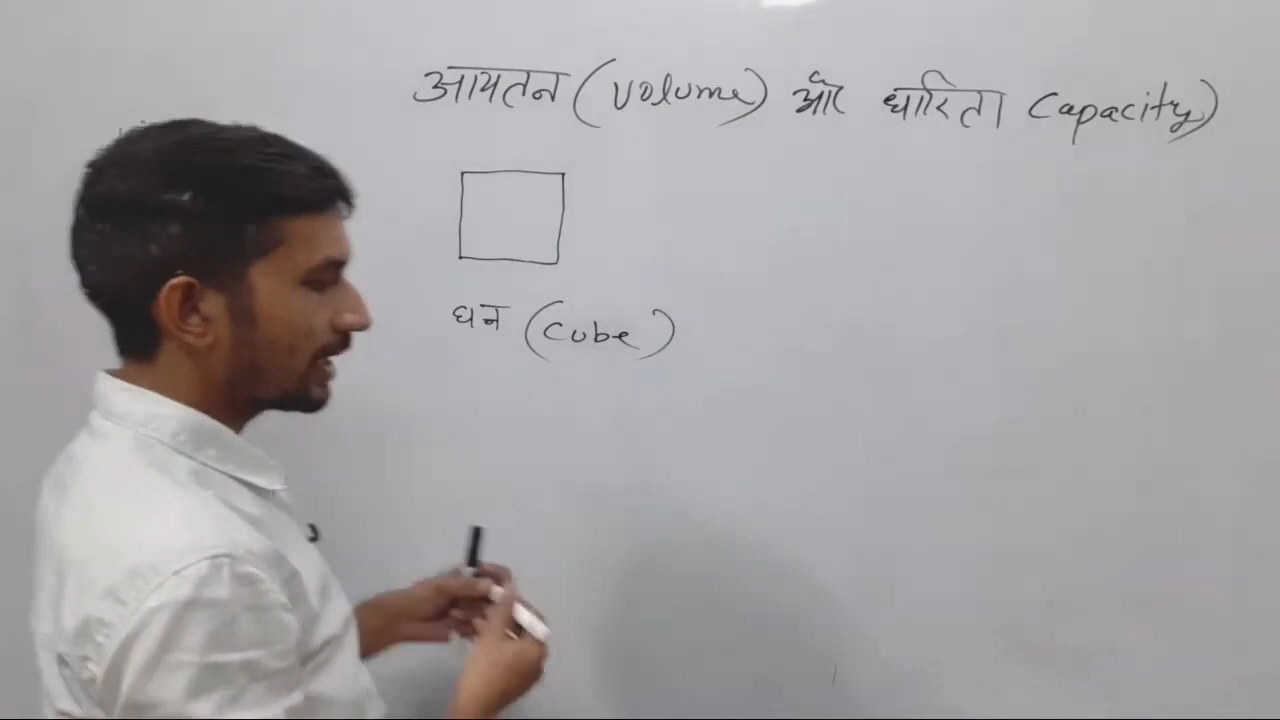 आयतन (volume) और धारिता Capacity)
घन (Cube)